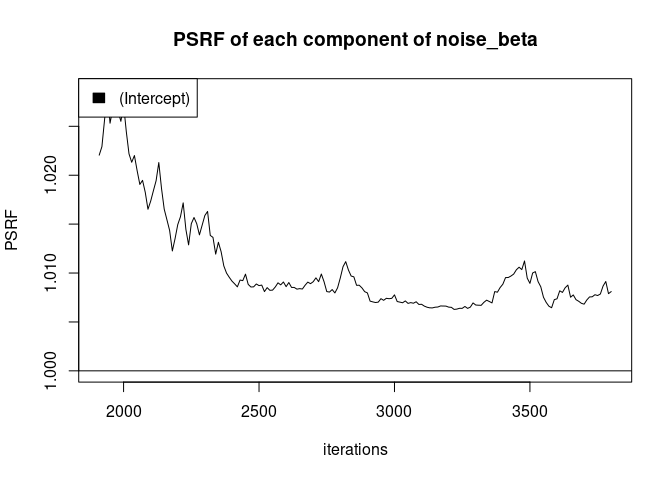 PSRF of each component of noise_beta
(Intercept)
PSRF
1.020
1.010
1.000
2000 2500 3000 3500
iterations